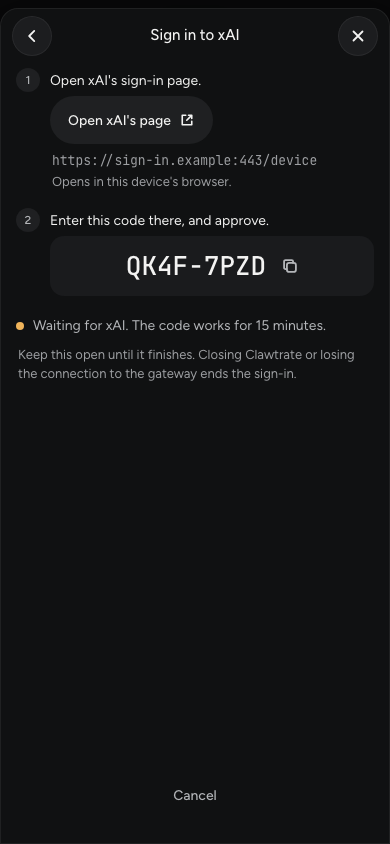 Sign in to xAI
1 Open xAI's sign-in page.
Open xAI's page
https://sign-in.example:443/device
Opens in this device's browser.
2 Enter this code there, and approve.
QK4F-7PZD
Waiting for xAI. The code works for 15 minutes.
Keep this open until it finishes. Closing Clawtrate or losing
the connection to the gateway ends the sign-in.
Cancel